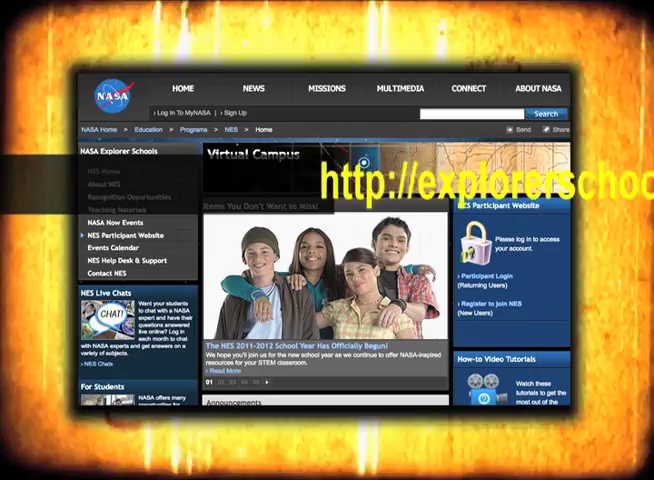 NASA
HOME NEWS MISSIONS MULTIMEDIA CONNECT ABOUT NASA
› Log In To MyNASA | › Sign Up
Search
NASA Home > Education > Programs > NES > Home
Send Share
NASA Explorer Schools
Virtual Campus
http://explorerschoo
NES Home
About NES
Recognition Opportunities
Teaching Materials
NASA Now Events
NES Participant Website
Events Calendar
NES Help Desk & Support
Contact NES
Items You Don't Want to Miss!
The NES 2011-2012 School Year Has Officially Begun!
We hope you'll join us for the new school year as we continue to offer NASA-inspired
resources for your STEM classroom.
› Read More
01 02 03 04 05
Announcements
NES Participant Website
Please log in to access
your account.
› Participant Login
(Returning Users)
› Register to join NES
(New Users)
How-to Video Tutorials
Watch these
tutorials to get the
most out of the
NES Live Chats
CHAT!
Want your students
to chat with a NASA
expert and have their
questions answered
live online? Log in
each month to chat
with NASA experts and get answers on a
variety of subjects.
› NES Chats
For Students
NASA offers many
opportunities for